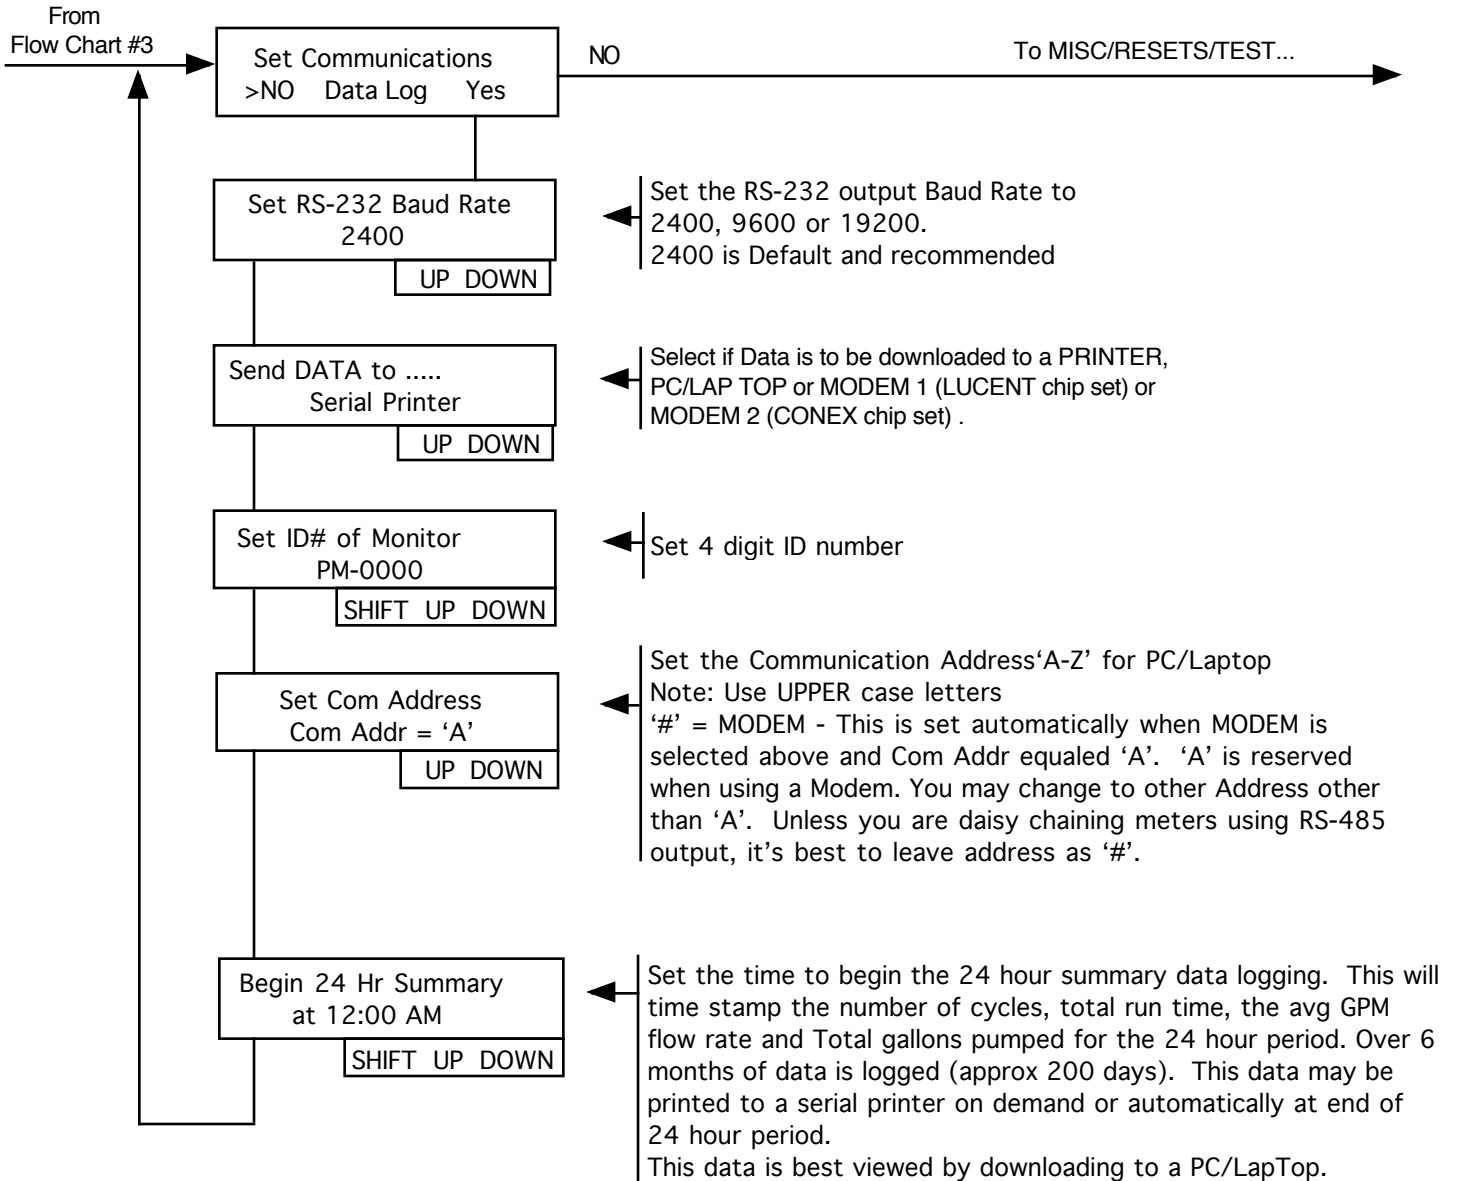 From
Flow Chart #3
Set Communications
>NO Data Log Yes
NO
To MISC/RESETS/TEST...
Set RS-232 Baud Rate
2400
UP DOWN
Set the RS-232 output Baud Rate to
2400, 9600 or 19200.
2400 is Default and recommended
Send DATA to .....
Serial Printer
UP DOWN
Select if Data is to be downloaded to a PRINTER,
PC/LAP TOP or MODEM 1 (LUCENT chip set) or
MODEM 2 (CONEX chip set) .
Set ID# of Monitor
PM-0000
SHIFT UP DOWN
Set 4 digit ID number
Set Com Address
Com Addr = ‘A’
UP DOWN
Set the Communication Address‘A-Z’ for PC/Laptop
Note: Use UPPER case letters
‘#’ = MODEM - This is set automatically when MODEM is
selected above and Com Addr equaled ‘A’. ‘A’ is reserved
when using a Modem. You may change to other Address other
than ‘A’. Unless you are daisy chaining meters using RS-485
output, it’s best to leave address as ‘#’.
Begin 24 Hr Summary
at 12:00 AM
SHIFT UP DOWN
Set the time to begin the 24 hour summary data logging. This will
time stamp the number of cycles, total run time, the avg GPM
flow rate and Total gallons pumped for the 24 hour period. Over 6
months of data is logged (approx 200 days). This data may be
printed to a serial printer on demand or automatically at end of
24 hour period.
This data is best viewed by downloading to a PC/LapTop.